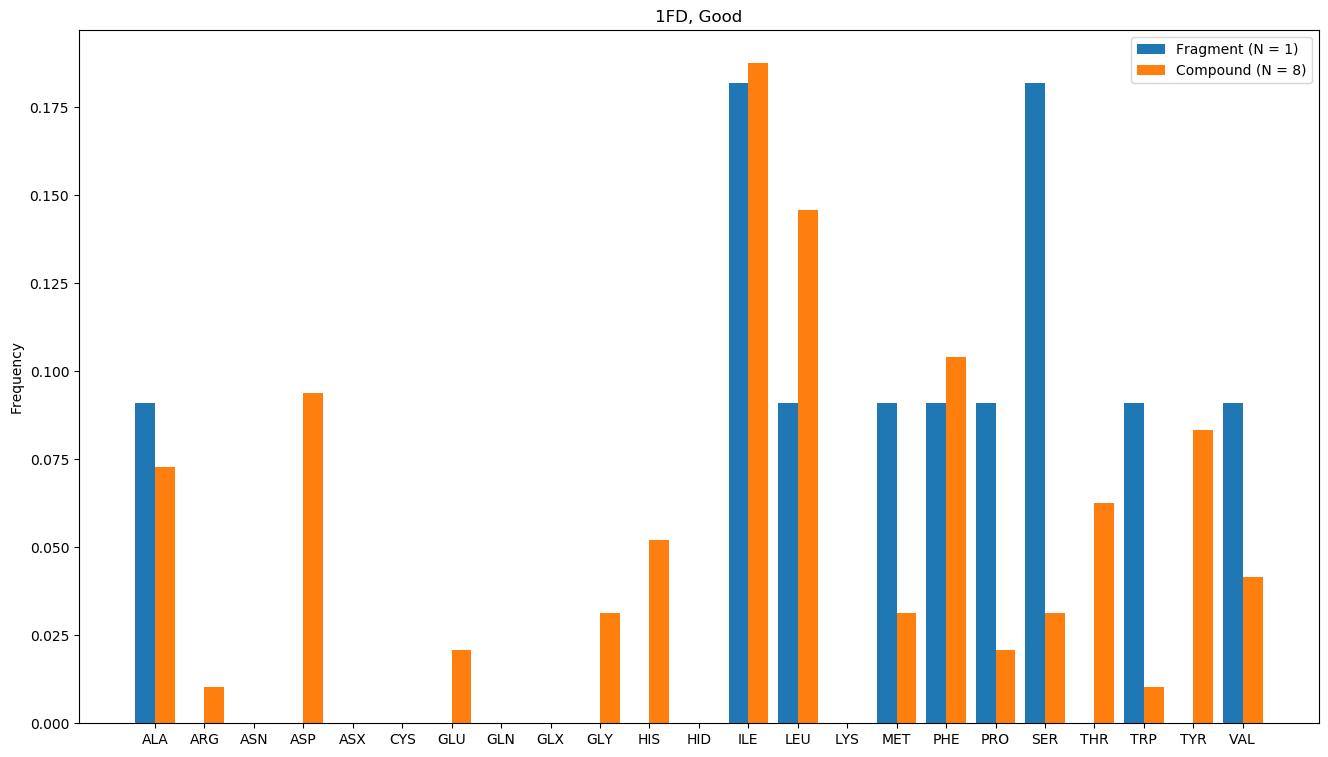 1FD, Good
Fragment (N = 1)
Compound (N = 8)
Frequency
0.175
0.150
0.125
0.100
0.075
0.050
0.025
0.000
ALA ARG ASN ASP ASX CYS GLU GLN GLX GLY HIS HID ILE LEU LYS MET PHE PRO SER THR TRP TYR VAL